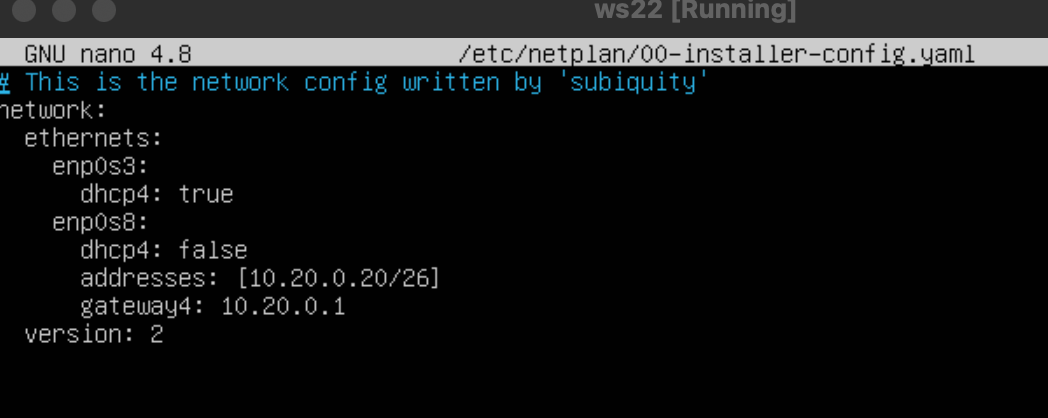 ws22 [Running]
GNU nano 4.8 /etc/netplan/00-installer-config.yaml
# This is the network config written by 'subiquity'
network:
  ethernets:
    enp0s3:
      dhcp4: true
    enp0s8:
      dhcp4: false
      addresses: [10.20.0.20/26]
      gateway4: 10.20.0.1
  version: 2